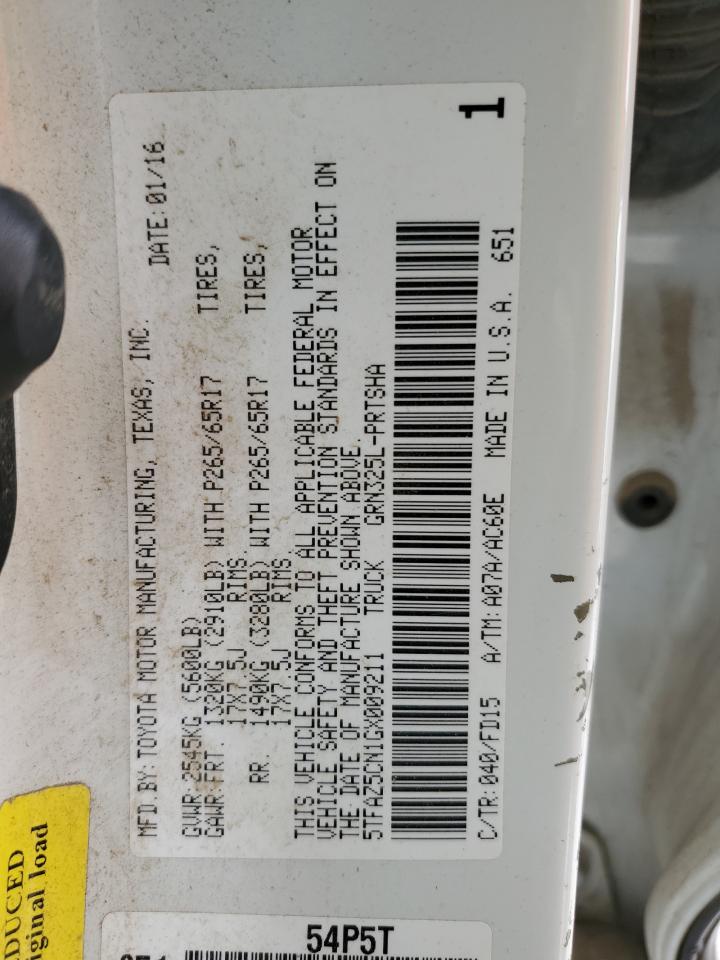 MFD.BY: TOYOTA MOTOR MANUFACTURING, TEXAS, INC.
DATE: 01/16
GVWR: 2545KG (5600LB)
GAWR: FRT. 1320KG (2910LB) WITH P265/65R17 TIRES,
17X7.5J RIMS.
RR. 1490KG (3280LB) WITH P265/65R17 TIRES,
17X7.5J RIMS.
THIS VEHICLE CONFORMS TO ALL APPLICABLE FEDERAL MOTOR
VEHICLE SAFETY AND THEFT PREVENTION STANDARDS IN EFFECT ON
THE DATE OF MANUFACTURE SHOWN ABOVE.
5TFAZ5CN1GX009211 TRUCK GRN325L-PRTSHA
C/TR: 040/FD15 A/TM: A07A/AC60E MADE IN U.S.A. 651
1
DUCED
iginal load
54P5T